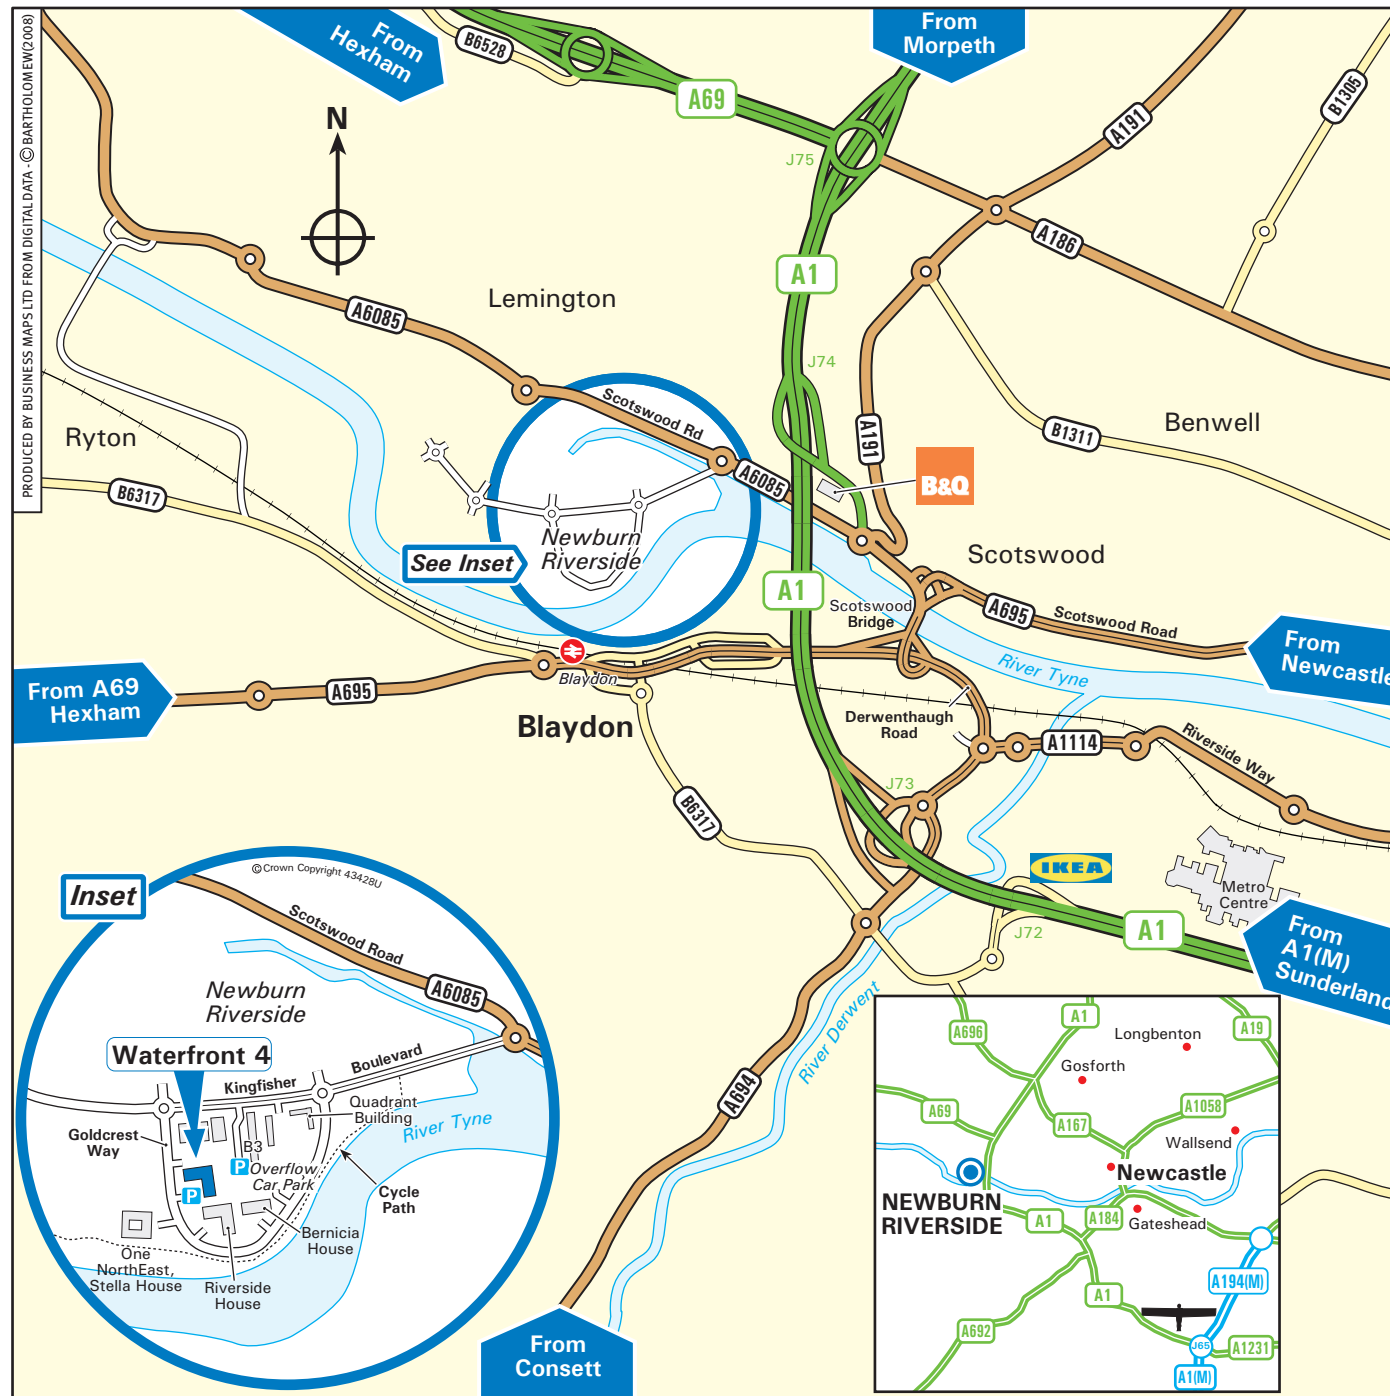 PRODUCED BY BUSINESS MAPS LTD FROM DIGITAL DATA - © BARTHOLOMEW(2008)
From
Hexham
B6528
A69
From
Morpeth
J75
A191
B1305
A186
N
A1
Lemington
A6085
J74
Scotswood Rd
A6085
A191
B1311
Benwell
B&Q
Ryton
B6317
Newburn
Riverside
See Inset
A1
Scotswood
Scotswood
Bridge
A695
Scotswood Road
From
Newcastle
River Tyne
From A69
Hexham
A695
Blaydon
Blaydon
Derwenthaugh
Road
A1114
Riverside Way
J73
B6317
IKEA
Metro
Centre
J72
A1
From
A1(M)
Sunderland
River Derwent
A694
From
Consett
Inset
© Crown Copyright 43428U
Scotswood Road
A6085
Newburn
Riverside
Waterfront 4
Kingfisher
Boulevard
Quadrant
Building
River Tyne
Goldcrest
Way
B3
P
Overflow
Car Park
P
Cycle
Path
Bernicia
House
One
NorthEast,
Stella House
Riverside
House
A696
A1
Longbenton
A19
Gosforth
A69
A167
A1058
Wallsend
Newcastle
NEWBURN
RIVERSIDE
A1
A184
Gateshead
A194(M)
A1
A692
J65
A1231
A1(M)